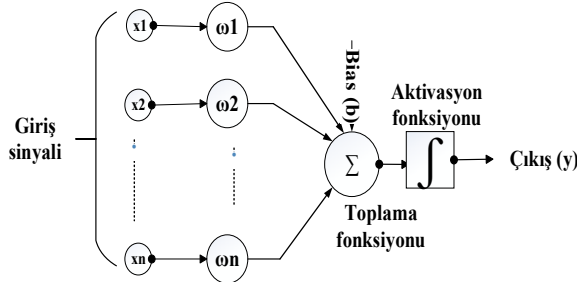 x1
ω1
x2
ω2
Giriş
sinyali
xn
ωn
–Bias (b)
Σ
Toplama
fonksiyonu
Aktivasyon
fonksiyonu
∫
Çıkış (y)